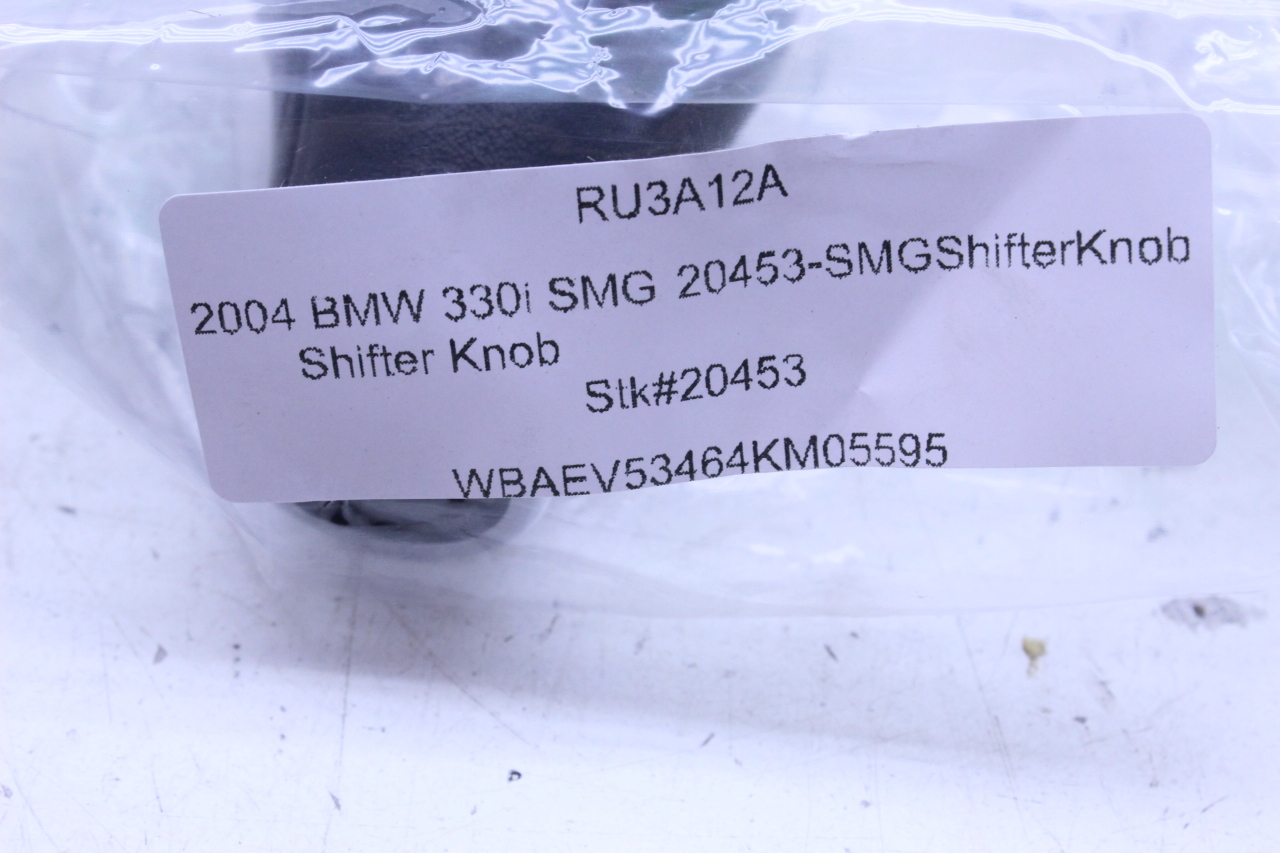 RU3A12A
2004 BMW 330i SMG 20453-SMGShifterKnob
Shifter Knob
Stk#20453
WBAEV53464KM05595